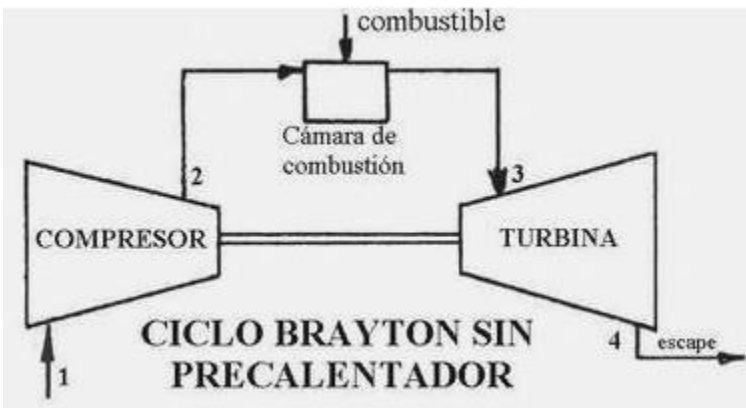 combustible
Cámara de
combustión
2
3
COMPRESOR
TURBINA
CICLO BRAYTON SIN
PRECALENTADOR
4
escape
1